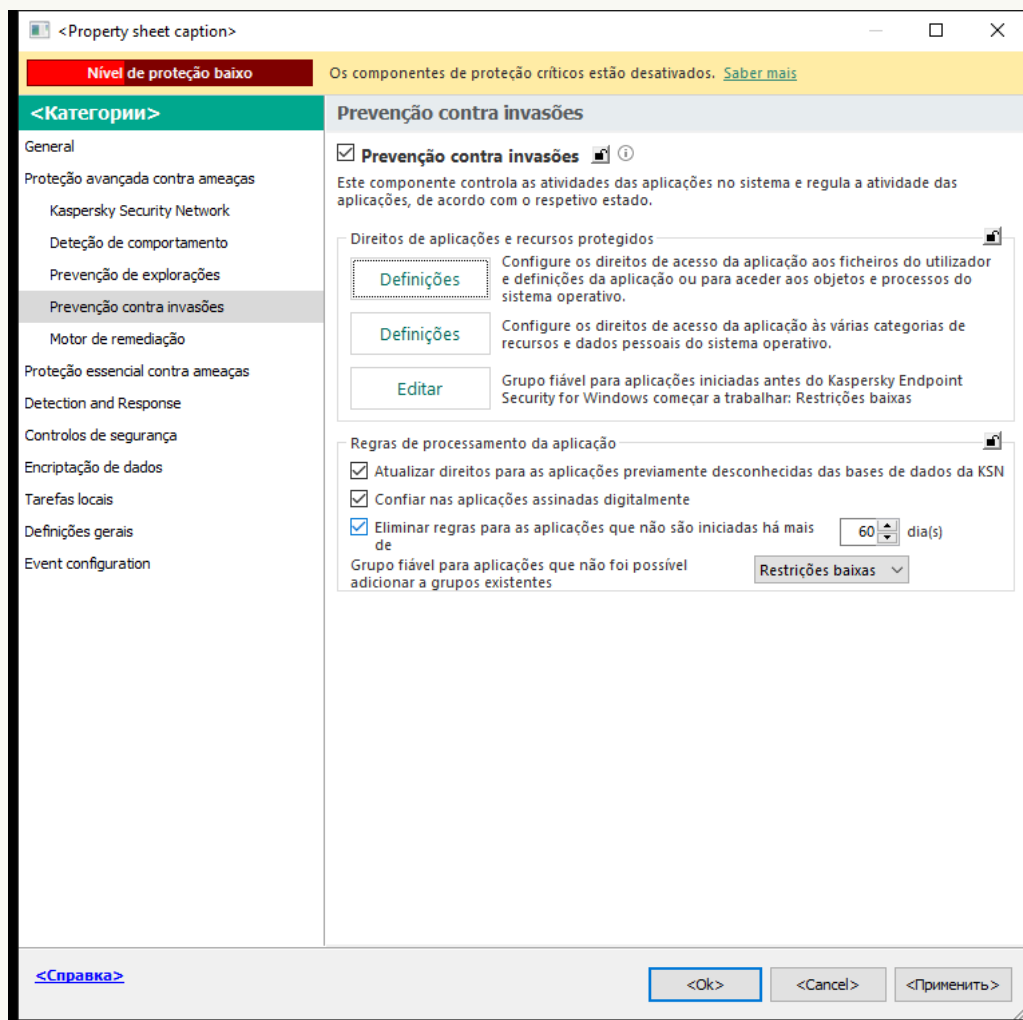 <Property sheet caption>
Nível de proteção baixo
Os componentes de proteção críticos estão desativados. Saber mais
<Категории>
General
Proteção avançada contra ameaças
Kaspersky Security Network
Deteção de comportamento
Prevenção de explorações
Prevenção contra invasões
Motor de remediação
Proteção essencial contra ameaças
Detection and Response
Controlos de segurança
Encriptação de dados
Tarefas locais
Definições gerais
Event configuration
Prevenção contra invasões
Prevenção contra invasões
Este componente controla as atividades das aplicações no sistema e regula a atividade das
aplicações, de acordo com o respetivo estado.
Direitos de aplicações e recursos protegidos
Definições
Configure os direitos de acesso da aplicação aos ficheiros do utilizador
e definições da aplicação ou para aceder aos objetos e processos do
sistema operativo.
Definições
Configure os direitos de acesso da aplicação às várias categorias de
recursos e dados pessoais do sistema operativo.
Editar
Grupo fiável para aplicações iniciadas antes do Kaspersky Endpoint
Security for Windows começar a trabalhar: Restrições baixas
Regras de processamento da aplicação
Atualizar direitos para as aplicações previamente desconhecidas das bases de dados da KSN
Confiar nas aplicações assinadas digitalmente
Eliminar regras para as aplicações que não são iniciadas há mais
de
60 dia(s)
Grupo fiável para aplicações que não foi possível
adicionar a grupos existentes
Restrições baixas
<Справка>
<Ok>
<Cancel>
<Применить>